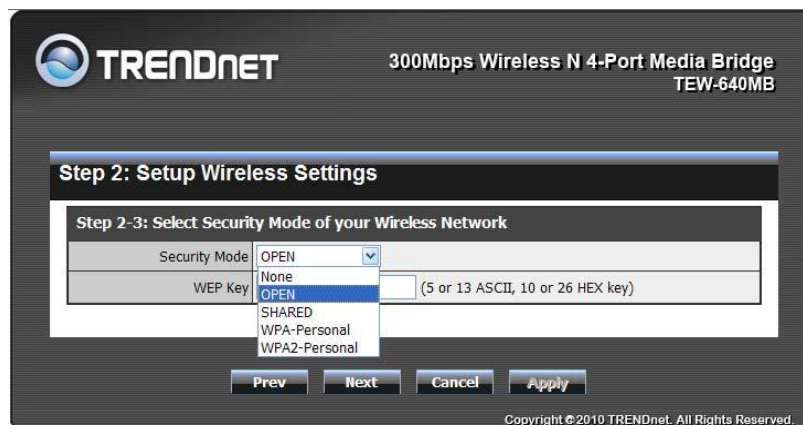 TRENDNET
300Mbps Wireless N 4-Port Media Bridge
TEW-640MB
Step 2: Setup Wireless Settings
Step 2-3: Select Security Mode of your Wireless Network
Security Mode OPEN
None
WEP Key OPEN (5 or 13 ASCII, 10 or 26 HEX key)
SHARED
WPA-Personal
WPA2-Personal
Prev Next Cancel Apply
Copyright © 2010 TRENDnet. All Rights Reserved.